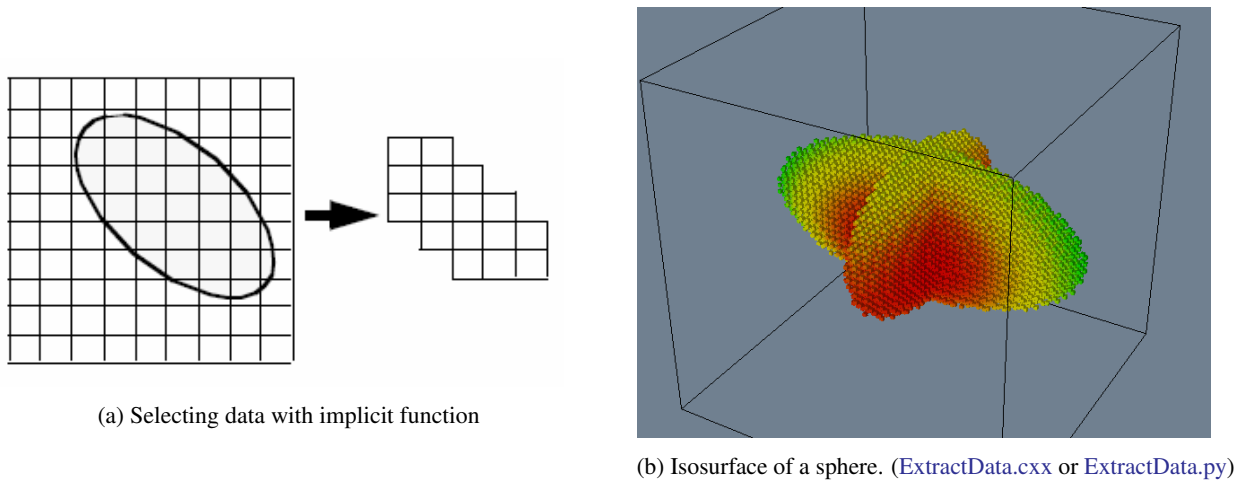 (a) Selecting data with implicit function
(b) Isosurface of a sphere. (ExtractData.cxx or ExtractData.py)